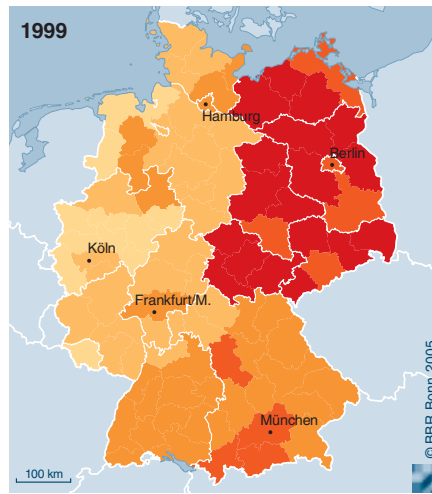 1999
Hamburg
Berlin
Köln
Frankfurt/M.
München
100 km
© BBR Bonn 2005